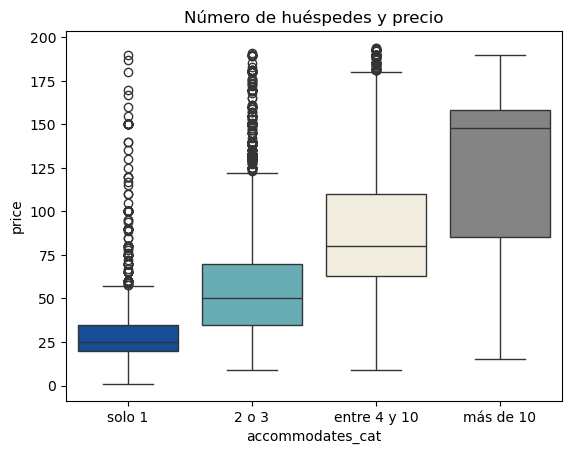 Número de huéspedes y precio
200
175
150
125
100
75
50
25
0
price
solo 1
2 o 3
entre 4 y 10
más de 10
accommodates_cat